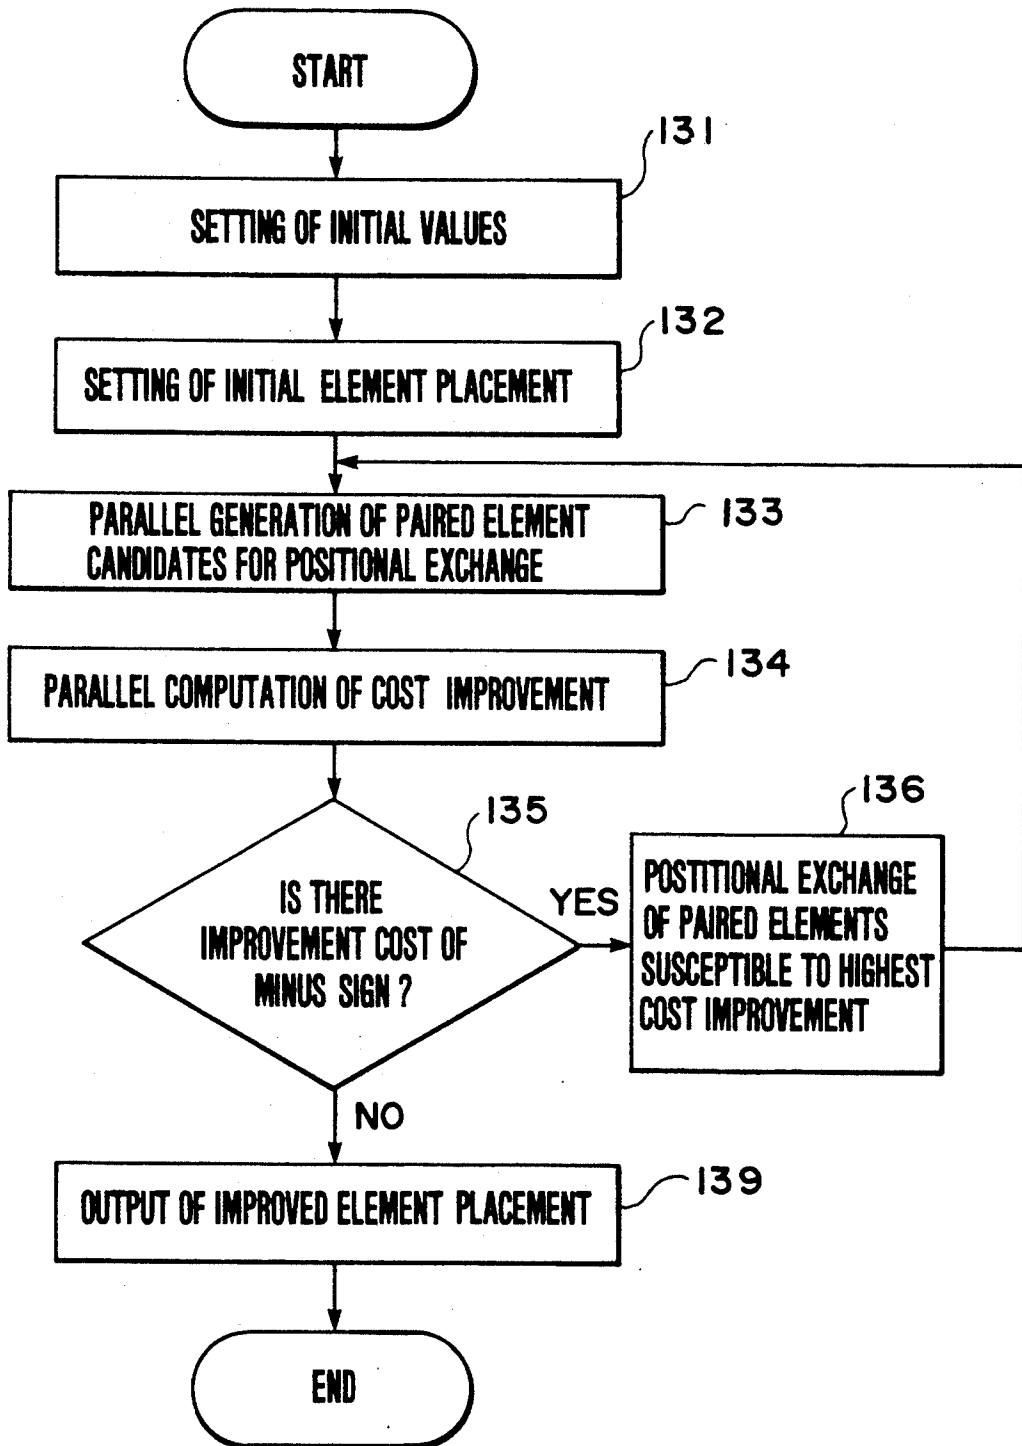 START
131
SETTING OF INITIAL VALUES
132
SETTING OF INITIAL ELEMENT PLACEMENT
133
PARALLEL GENERATION OF PAIRED ELEMENT
CANDIDATES FOR POSITIONAL EXCHANGE
134
PARALLEL COMPUTATION OF COST IMPROVEMENT
135
IS THERE
IMPROVEMENT COST OF
MINUS SIGN ?
YES
136
POSTITIONAL EXCHANGE
OF PAIRED ELEMENTS
SUSCEPTIBLE TO HIGHEST
COST IMPROVEMENT
NO
139
OUTPUT OF IMPROVED ELEMENT PLACEMENT
END